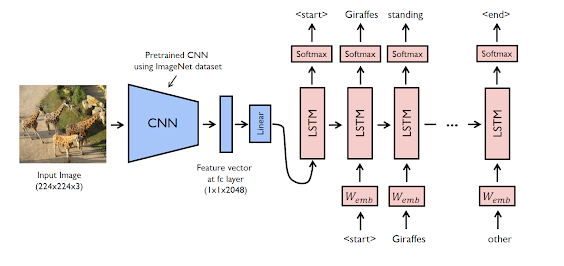 <start> Giraffes standing <end>
Softmax Softmax Softmax Softmax
Pretrained CNN
using ImageNet dataset
CNN
Linear
LSTM LSTM LSTM ... LSTM
Input Image
(224x224x3)
Feature vector
at fc layer
(1x1x2048)
W_emb W_emb W_emb
<start> Giraffes other